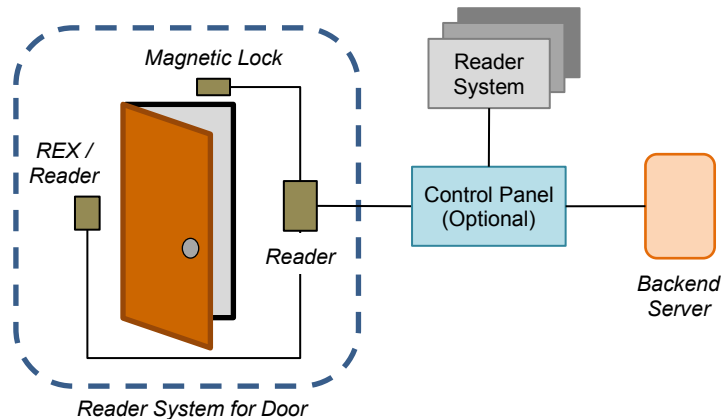 Magnetic Lock
REX /
Reader
Reader
Reader System for Door
Reader
System
Control Panel
(Optional)
Backend
Server